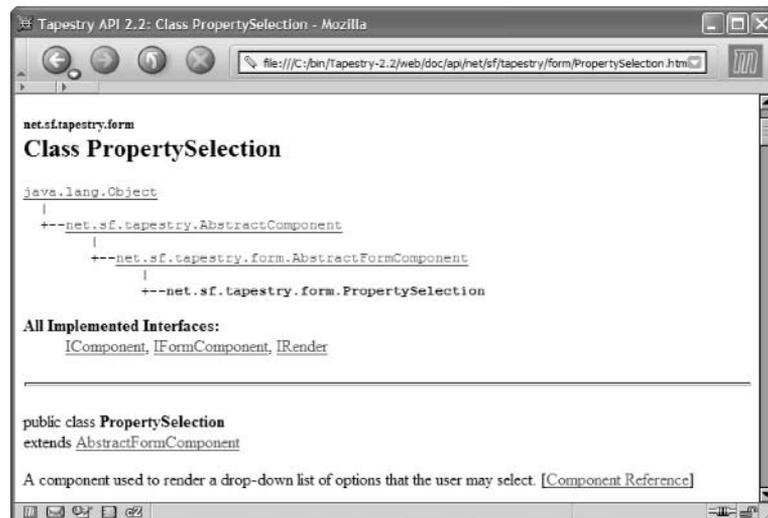 Tapestry API 2.2: Class PropertySelection - Mozilla
file:///C:/bin/Tapestry-2.2/web/doc/api/net/sf/tapestry/form/PropertySelection.htm
net.sf.tapestry.form
Class PropertySelection
java.lang.Object
|
+--net.sf.tapestry.AbstractComponent
|
+--net.sf.tapestry.form.AbstractFormComponent
|
+--net.sf.tapestry.form.PropertySelection
All Implemented Interfaces:
IComponent, IFormComponent, IRender
public class PropertySelection
extends AbstractFormComponent
A component used to render a drop-down list of options that the user may select. [Component Reference]